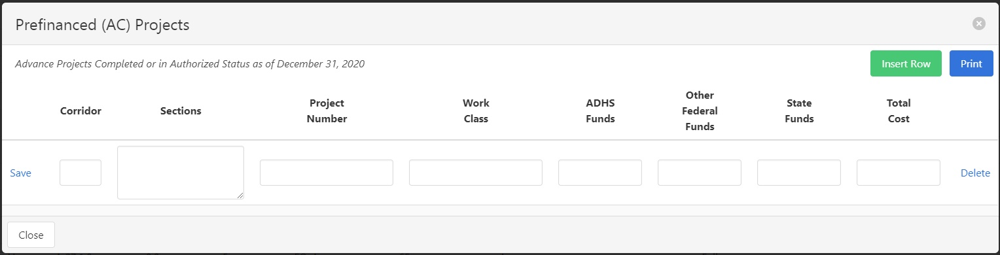 Prefinanced (AC) Projects
Advance Projects Completed or in Authorized Status as of December 31, 2020
Insert Row
Print
Corridor
Sections
Project
Number
Work
Class
ADHS
Funds
Other
Federal
Funds
State
Funds
Total
Cost
Save
Delete
Close